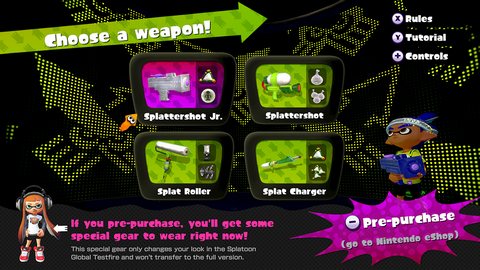 Choose a weapon!
Rules
Tutorial
Controls
Splattershot Jr.
Splattershot
Splat Roller
Splat Charger
If you pre-purchase, you'll get some
special gear to wear right now!
This special gear only changes your look in the Splatoon
Global Testfire and won't transfer to the full version.
Pre-purchase
(go to Nintendo eShop)